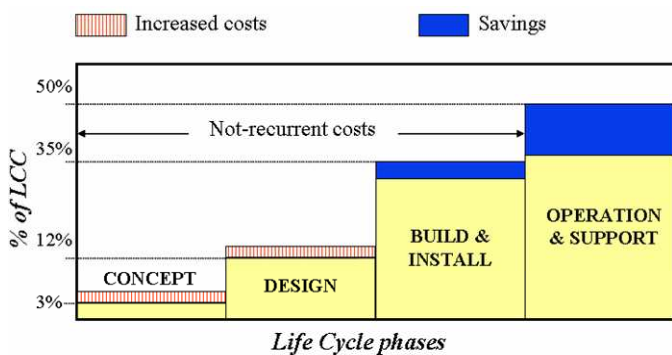 Increased costs
Savings
50%
Not-recurrent costs
35%
% of LCC
12%
CONCEPT
DESIGN
BUILD &
INSTALL
OPERATION
& SUPPORT
3%
Life Cycle phases